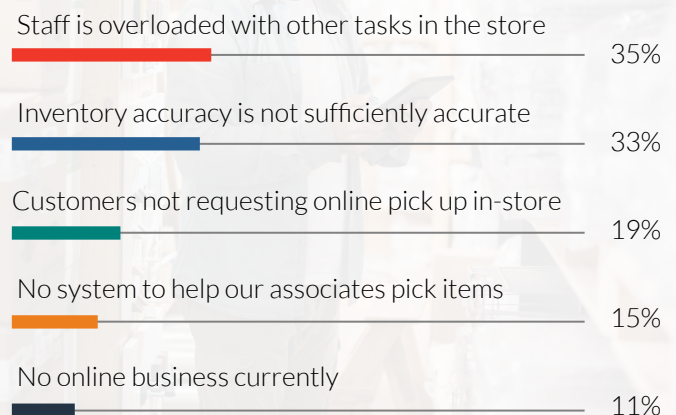 Staff is overloaded with other tasks in the store
35%
Inventory accuracy is not sufficiently accurate
33%
Customers not requesting online pick up in-store
19%
No system to help our associates pick items
15%
No online business currently
11%